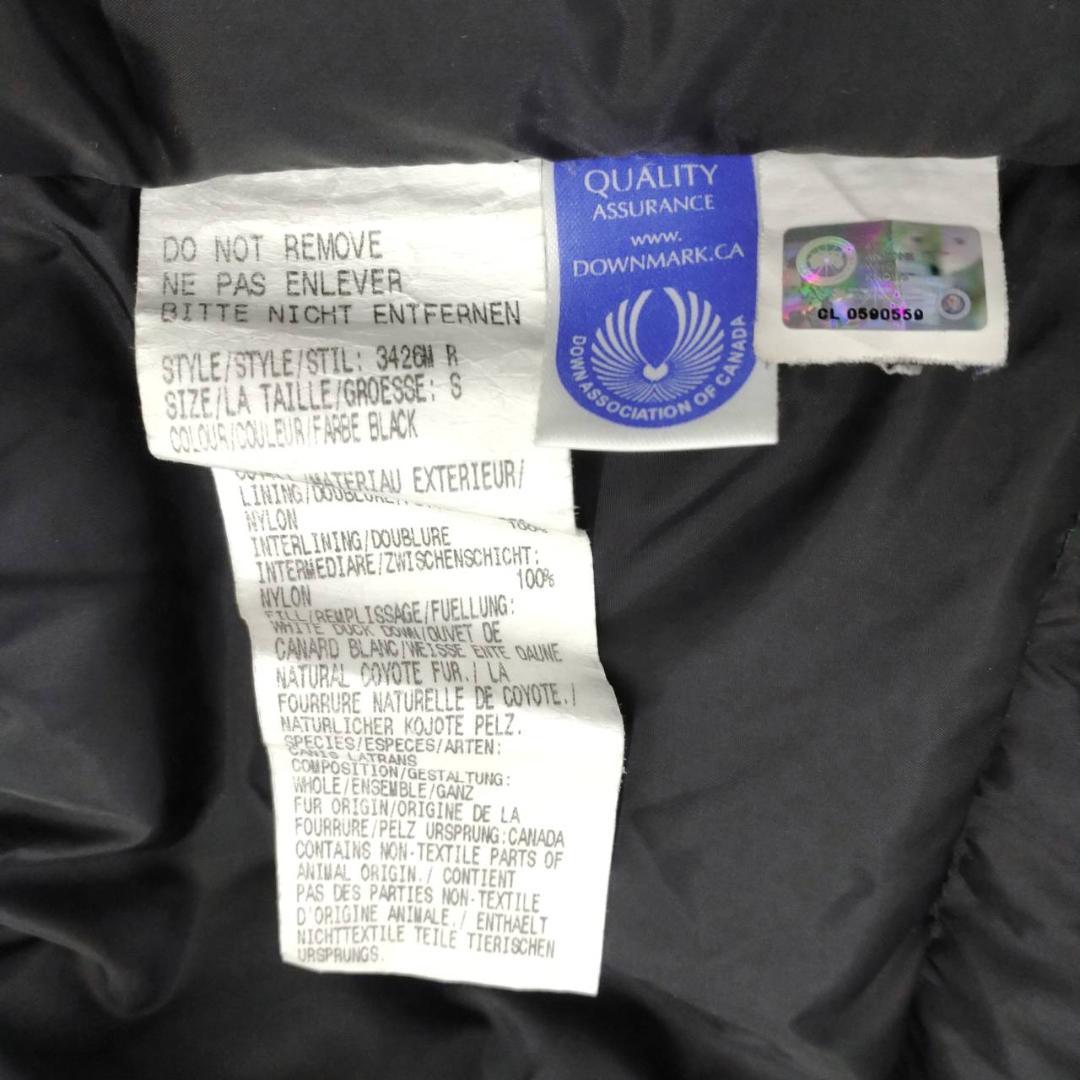 DO NOT REMOVE
NE PAS ENLEVER
BITTE NICHT ENTFERNEN
STYLE/STYLE/STIL: 3426M R
SIZE/LA TAILLE/GROESSE: S
COLOUR/COULEUR/FARBE BLACK
MATERIAU EXTERIEUR/
LINING/DOUBLURE/
NYLON 100%
INTERLINING/DOUBLURE
INTERMEDIARE/ZWISCHENSCHICHT:
100%
NYLON
FILL/REMPLISSAGE/FUELLUNG:
WHITE DUCK DOWN/DUVET DE
CANARD BLANC/WEISSE ENTE DAUNE
NATURAL COYOTE FUR./ LA
FOURRURE NATURELLE DE COYOTE./
NATURLICHER KOJOTE PELZ.
SPECIES/ESPECES/ARTEN:
CANIS LATRANS
COMPOSITION/GESTALTUNG:
WHOLE/ENSEMBLE/GANZ
FUR ORIGIN/ORIGINE DE LA
FOURRURE/PELZ URSPRUNG:CANADA
CONTAINS NON-TEXTILE PARTS OF
ANIMAL ORIGIN./ CONTIENT
PAS DES PARTIES NON-TEXTILE
D'ORIGINE ANIMALE./ ENTHAELT
NICHTTEXTILE TEILE TIERISCHEN
URSPRUNGS.
QUALITY
ASSURANCE
www.
DOWNMARK.CA
DOWN ASSOCIATION OF CANADA
CL 0590559